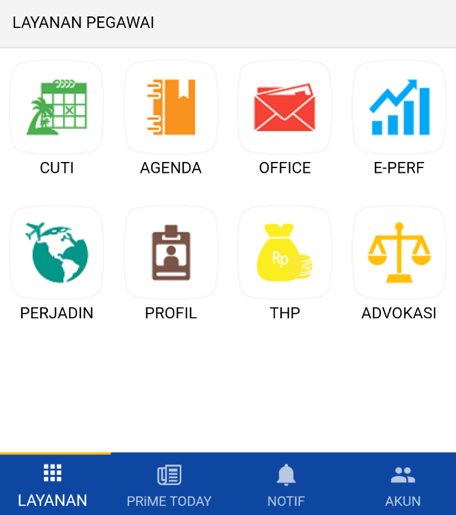 LAYANAN PEGAWAI
CUTI
AGENDA
OFFICE
E-PERF
Rp
PERJADIN
PROFIL
THP
ADVOKASI
LAYANAN
PRiME TODAY
NOTIF
AKUN